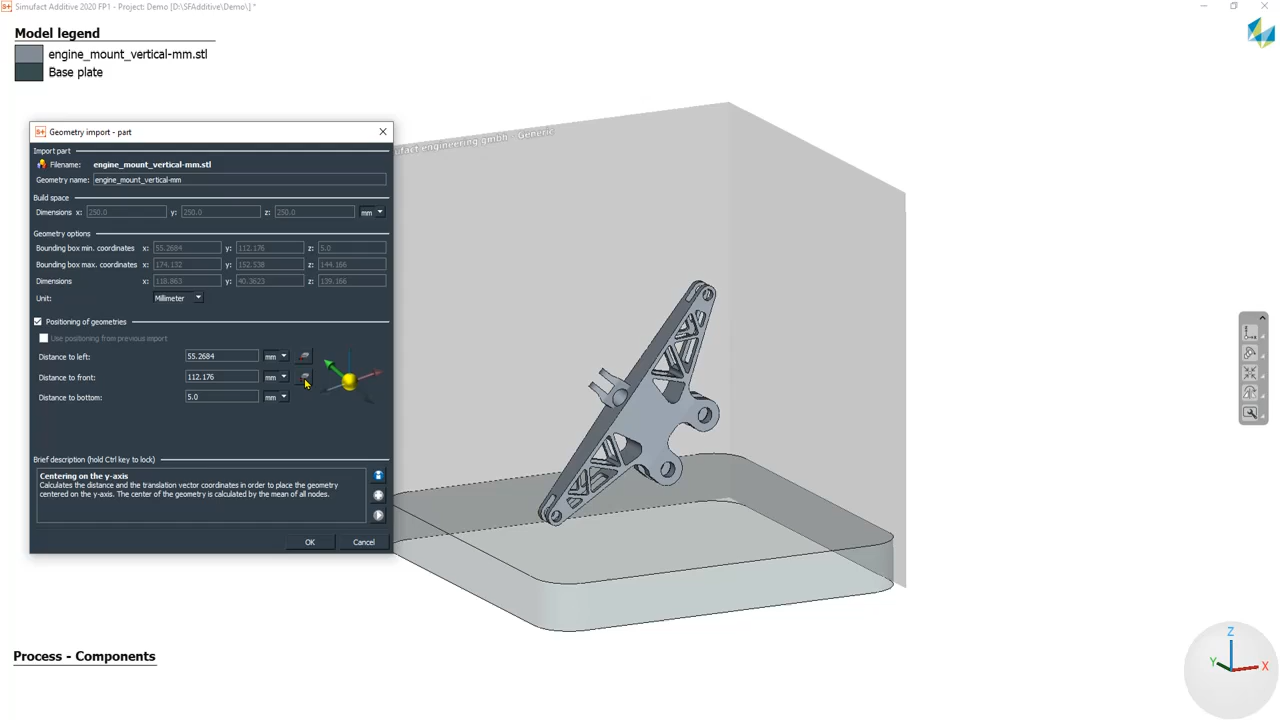 Simufact Additive 2020 FP1 - Project: Demo [D:\SFAdditive\Demo\] *
Model legend
engine_mount_vertical-mm.stl
Base plate
ufact engineering gmbh - Generic
Geometry import - part
Import part
Filename: engine_mount_vertical-mm.stl
Geometry name: engine_mount_vertical-mm
Build space
Dimensions x: 250.0 y: 250.0 z: 250.0 mm
Geometry options
Bounding box min. coordinates x: 55.2684 y: 112.176 z: 5.0
Bounding box max. coordinates x: 174.132 y: 152.538 z: 144.166
Dimensions x: 118.863 y: 40.3623 z: 139.166
Unit: Millimeter
Positioning of geometries
Use positioning from previous import
Distance to left: 55.2684 mm
Distance to front: 112.176 mm
Distance to bottom: 5.0 mm
Brief description (hold Ctrl key to lock)
Centering on the y-axis
Calculates the distance and the translation vector coordinates in order to place the geometry
centered on the y-axis. The center of the geometry is calculated by the mean of all nodes.
OK Cancel
Process - Components
Z
Y
X